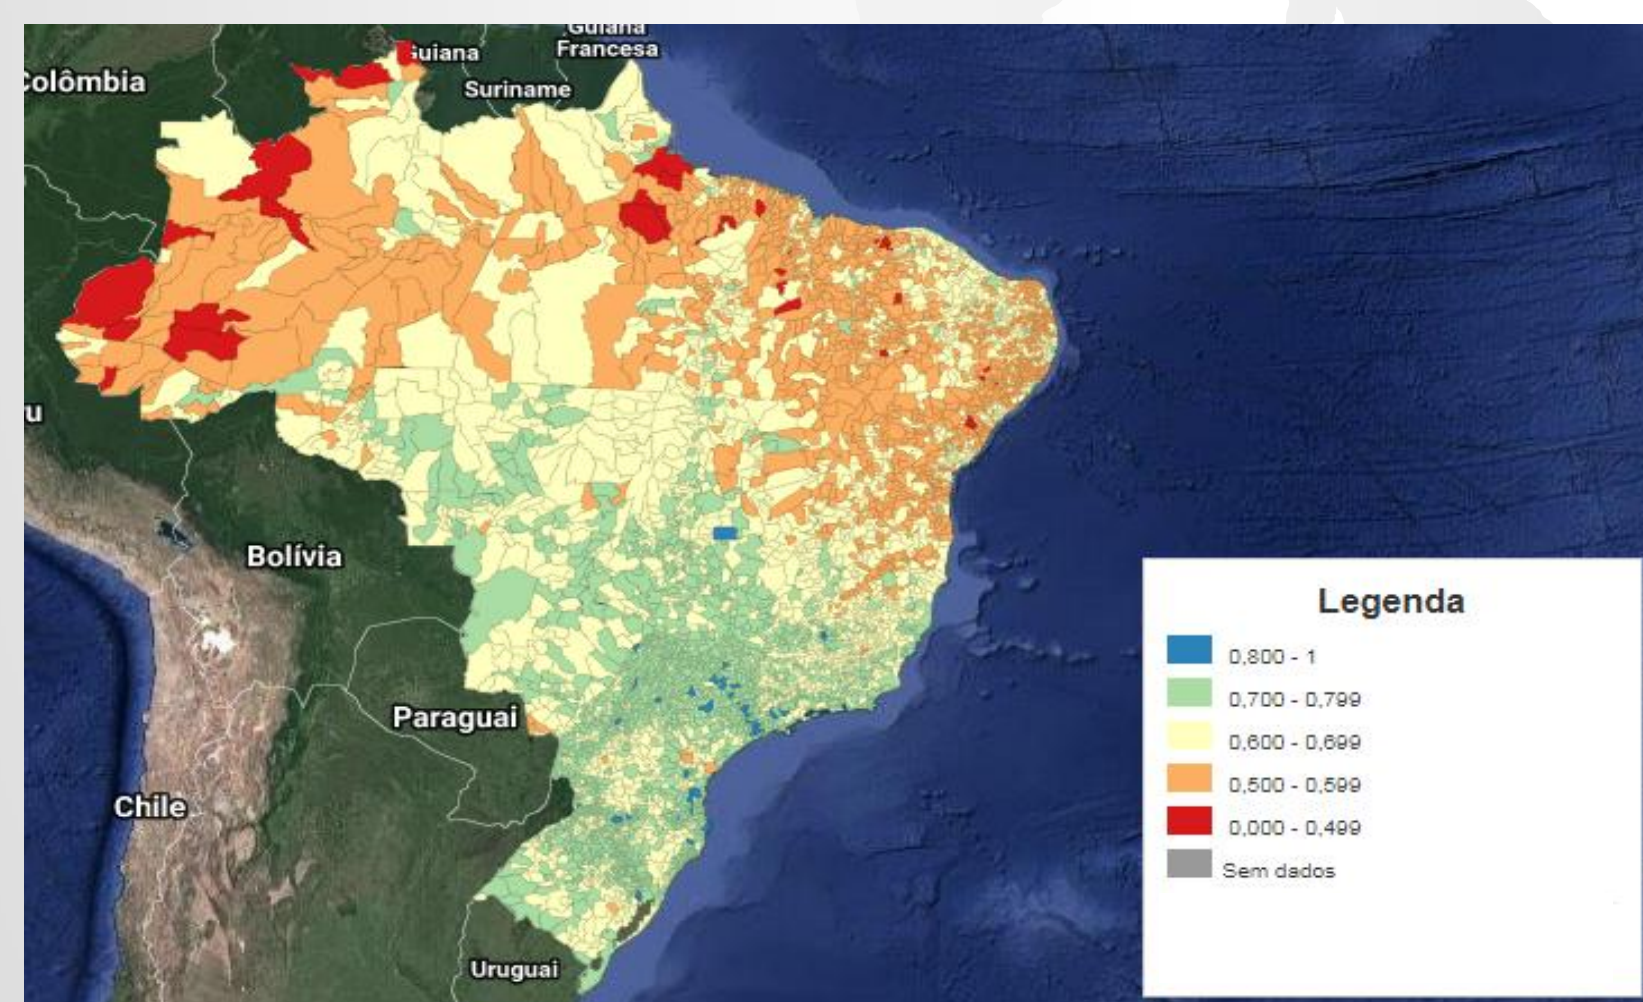 Guiana
Francesa
Guiana
Colômbia
Suriname
u
Bolívia
Legenda
0,800 - 1
0,700 - 0,799
Paraguai
0,600 - 0,699
0,500 - 0,599
Chile
0,000 - 0,499
Sem dados
Uruguai